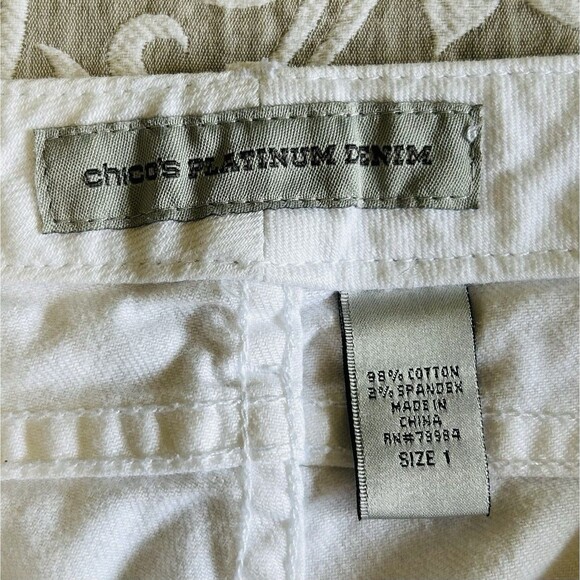 chico's PLATINUM DENIM
98% COTTON
2% SPANDEX
MADE IN
CHINA
RN#79984
SIZE 1